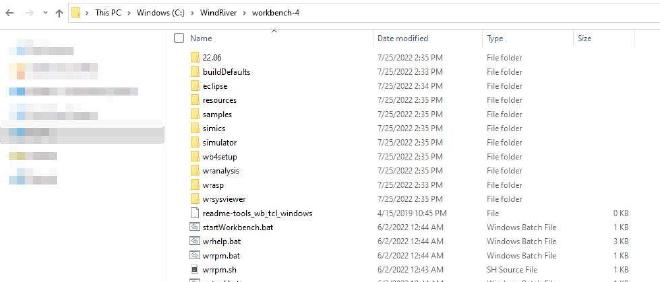 This PC > Windows (C:) > WindRiver > workbench-4
Name Date modified Type Size
22.06 7/25/2022 2:35 PM File folder
buildDefaults 7/25/2022 2:33 PM File folder
eclipse 7/25/2022 2:34 PM File folder
resources 7/25/2022 2:35 PM File folder
samples 7/25/2022 2:35 PM File folder
simics 7/25/2022 2:35 PM File folder
simulator 7/25/2022 2:35 PM File folder
wb4setup 7/25/2022 2:35 PM File folder
wranalysis 7/25/2022 2:35 PM File folder
wrasp 7/25/2022 2:33 PM File folder
wrsysviewer 7/25/2022 2:35 PM File folder
readme-tools_wb_tcl_windows 4/15/2019 10:45 PM File 0 KB
startWorkbench.bat 6/2/2022 12:44 AM Windows Batch File 1 KB
wrhelp.bat 6/2/2022 12:44 AM Windows Batch File 3 KB
wrrpm.bat 6/2/2022 12:44 AM Windows Batch File 1 KB
wrrpm.sh 6/2/2022 12:43 AM SH Source File 1 KB